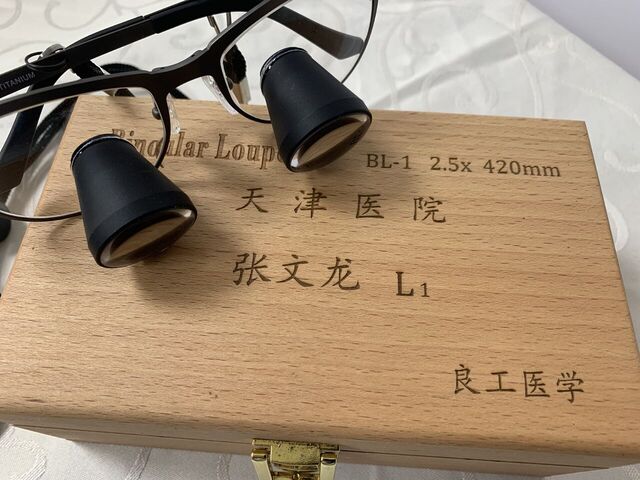 TITANIUM
Binocular Loupe
BL-1 2.5x 420mm
天津医院
张文龙 L1
良工医学